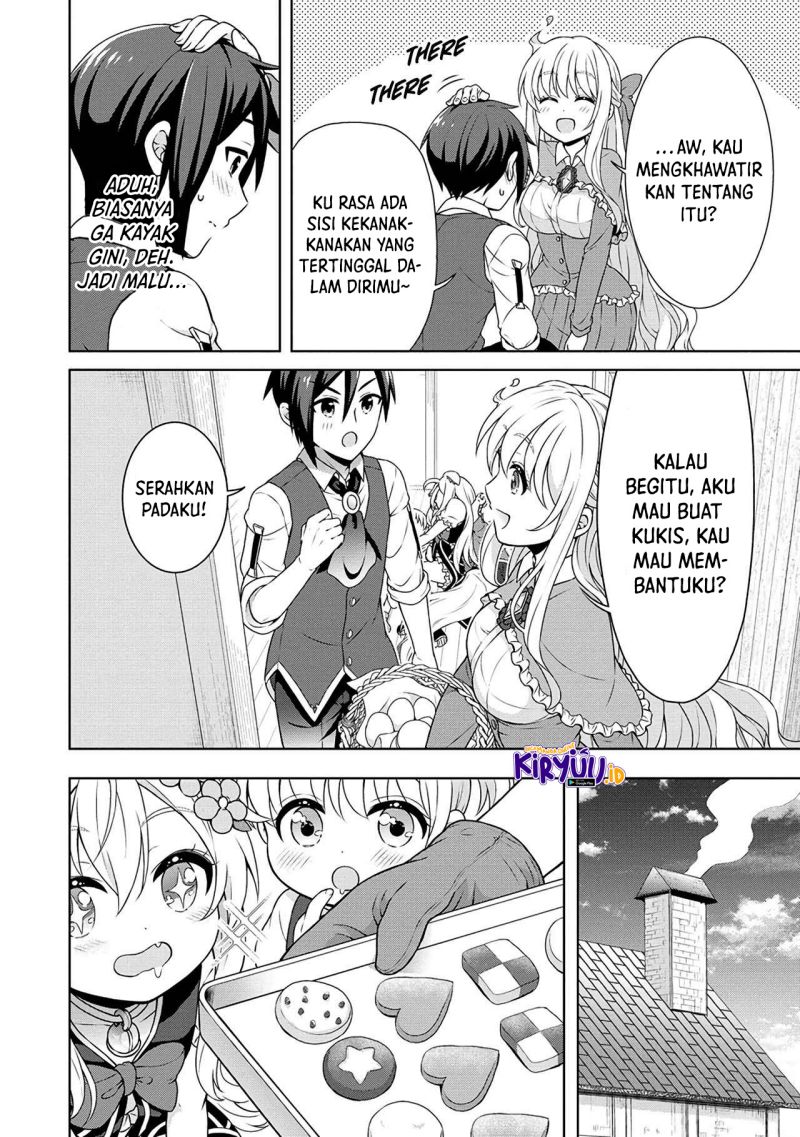 ...AW, KAU
MENGKHAWATIR
KAN TENTANG
ITU?
THERE
THERE
KU RASA ADA
SISI KEKANAK-
KANAKAN YANG
TERTINGGAL DA-
LAM DIRIMU~
ADUH,
BIASANYA
GA KAYAK
GINI, DEH.
JADI MALU...
KALAU
BEGITU, AKU
MAU BUAT
KUKIS, KAU
MAU MEM-
BANTUKU?
SERAHKAN
PADAKU!
KIRYUU.ID